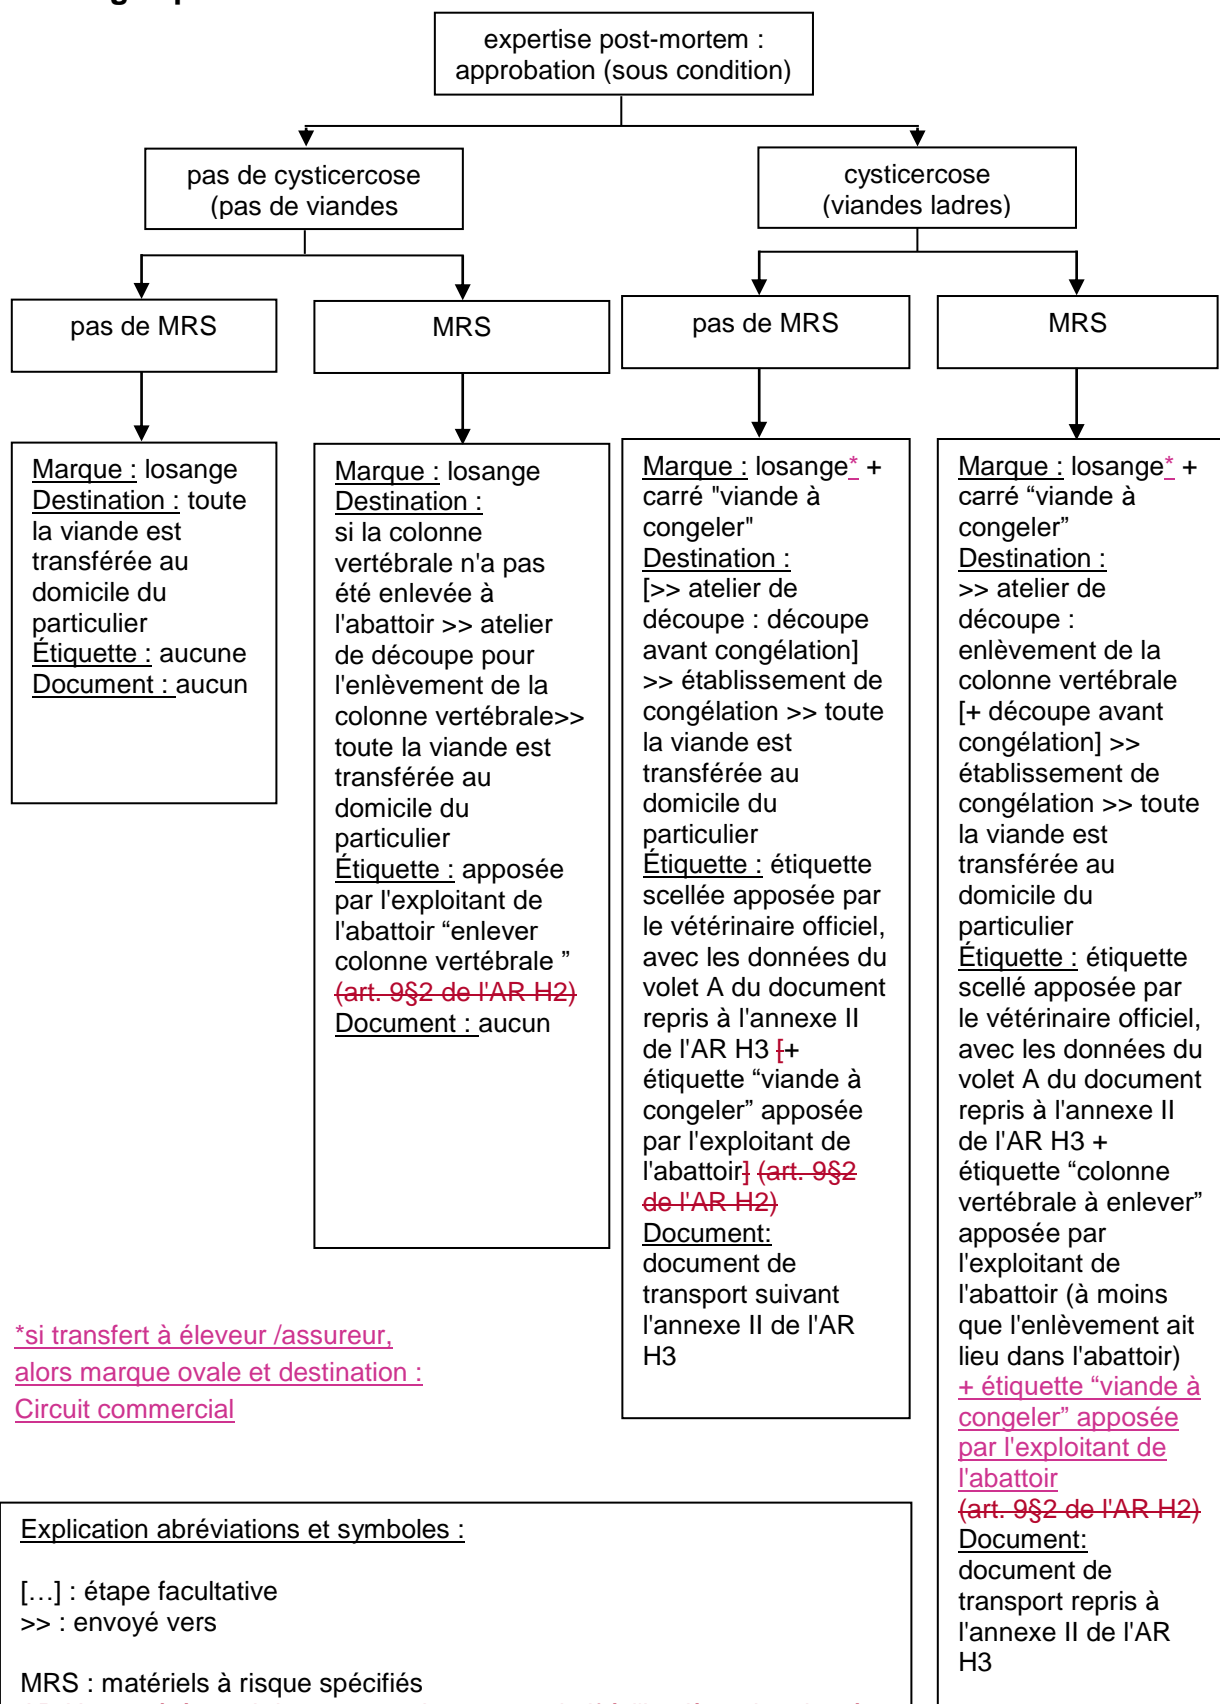 expertise post-mortem :
approbation (sous condition)
pas de cysticercose
(pas de viandes
cysticercose
(viandes ladres)
pas de MRS
MRS
pas de MRS
MRS
Marque : losange
Destination : toute
la viande est
transférée au
domicile du
particulier
Étiquette : aucune
Document : aucun
Marque : losange
Destination :
si la colonne
vertébrale n'a pas
été enlevée à
l'abattoir >> atelier
de découpe pour
l'enlèvement de la
colonne vertébrale>>
toute la viande est
transférée au
domicile du
particulier
Étiquette : apposée
par l'exploitant de
l'abattoir “enlever
colonne vertébrale ”
(art. 9§2 de l'AR H2)
Document : aucun
Marque : losange* +
carré "viande à
congeler"
Destination :
[>> atelier de
découpe : découpe
avant congélation]
>> établissement de
congélation >> toute
la viande est
transférée au
domicile du
particulier
Étiquette : étiquette
scellée apposée par
le vétérinaire officiel,
avec les données du
volet A du document
repris à l'annexe II
de l'AR H3 [+
étiquette “viande à
congeler” apposée
par l'exploitant de
l'abattoir] (art. 9§2
de l'AR H2)
Document:
document de
transport suivant
l'annexe II de l'AR
H3
Marque : losange* +
carré “viande à
congeler”
Destination :
>> atelier de
découpe :
enlèvement de la
colonne vertébrale
[+ découpe avant
congélation] >>
établissement de
congélation >> toute
la viande est
transférée au
domicile du
particulier
Étiquette : étiquette
scellé apposée par
le vétérinaire officiel,
avec les données du
volet A du document
repris à l'annexe II
de l'AR H3 +
étiquette “colonne
vertébrale à enlever”
apposée par
l'exploitant de
l'abattoir (à moins
que l'enlèvement ait
lieu dans l'abattoir)
+ étiquette “viande à
congeler” apposée
par l'exploitant de
l'abattoir
(art. 9§2 de l'AR H2)
Document:
document de
transport repris à
l'annexe II de l'AR
H3
*si transfert à éleveur /assureur,
alors marque ovale et destination :
Circuit commercial
Explication abréviations et symboles :
[…] : étape facultative
>> : envoyé vers
MRS : matériels à risque spécifiés